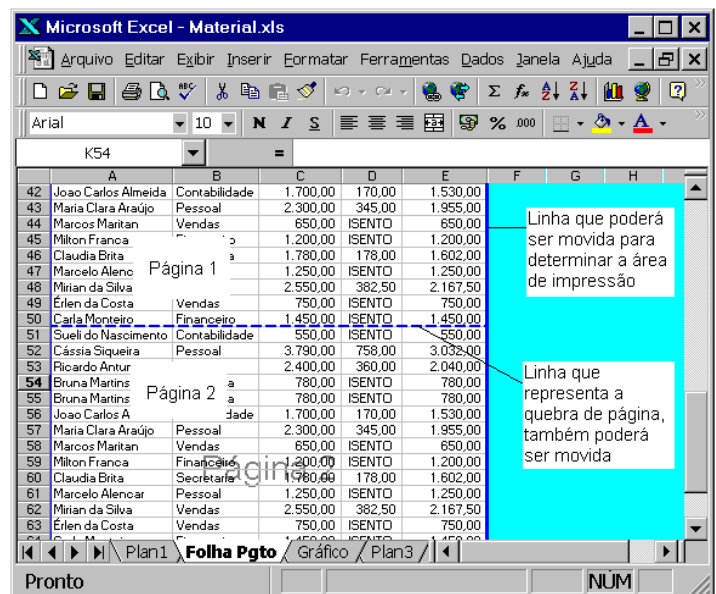 Microsoft Excel - Material.xls
Arquivo Editar Exibir Inserir Formatar Ferramentas Dados Janela Ajuda
Arial 10 N I S % 000
K54 =
A B C D E F G H
42 Joao Carlos Almeida Contabilidade 1.700,00 170,00 1.530,00
43 Maria Clara Araújo Pessoal 2.300,00 345,00 1.955,00
44 Marcos Maritan Vendas 650,00 ISENTO 650,00
45 Milton Franca 1.200,00 ISENTO 1.200,00
46 Claudia Brita 1.780,00 178,00 1.602,00
47 Marcelo Alenc 1.250,00 ISENTO 1.250,00
48 Mirian da Silva 2.550,00 382,50 2.167,50
49 Érlen da Costa Vendas 750,00 ISENTO 750,00
50 Carla Monteiro Financeiro 1.450,00 ISENTO 1.450,00
51 Sueli do Nascimento Contabilidade 550,00 ISENTO 550,00
52 Cássia Siqueira Pessoal 3.790,00 758,00 3.032,00
53 Ricardo Antun 2.400,00 360,00 2.040,00
54 Bruna Martins a 780,00 ISENTO 780,00
55 Bruna Martins a 780,00 ISENTO 780,00
56 Joao Carlos A dade 1.700,00 170,00 1.530,00
57 Maria Clara Araújo Pessoal 2.300,00 345,00 1.955,00
58 Marcos Maritan Vendas 650,00 ISENTO 650,00
59 Milton Franca Financeiro 1.200,00 ISENTO 1.200,00
60 Claudia Brita Secretaria 1.780,00 178,00 1.602,00
61 Marcelo Alencar Pessoal 1.250,00 ISENTO 1.250,00
62 Mirian da Silva Vendas 2.550,00 382,50 2.167,50
63 Érlen da Costa Vendas 750,00 ISENTO 750,00
Página 1
Página 2
Página 2
Linha que poderá
ser movida para
determinar a área
de impressão
Linha que
representa a
quebra de página,
também poderá
ser movida
Plan1 Folha Pgto Gráfico Plan3
Pronto NÚM